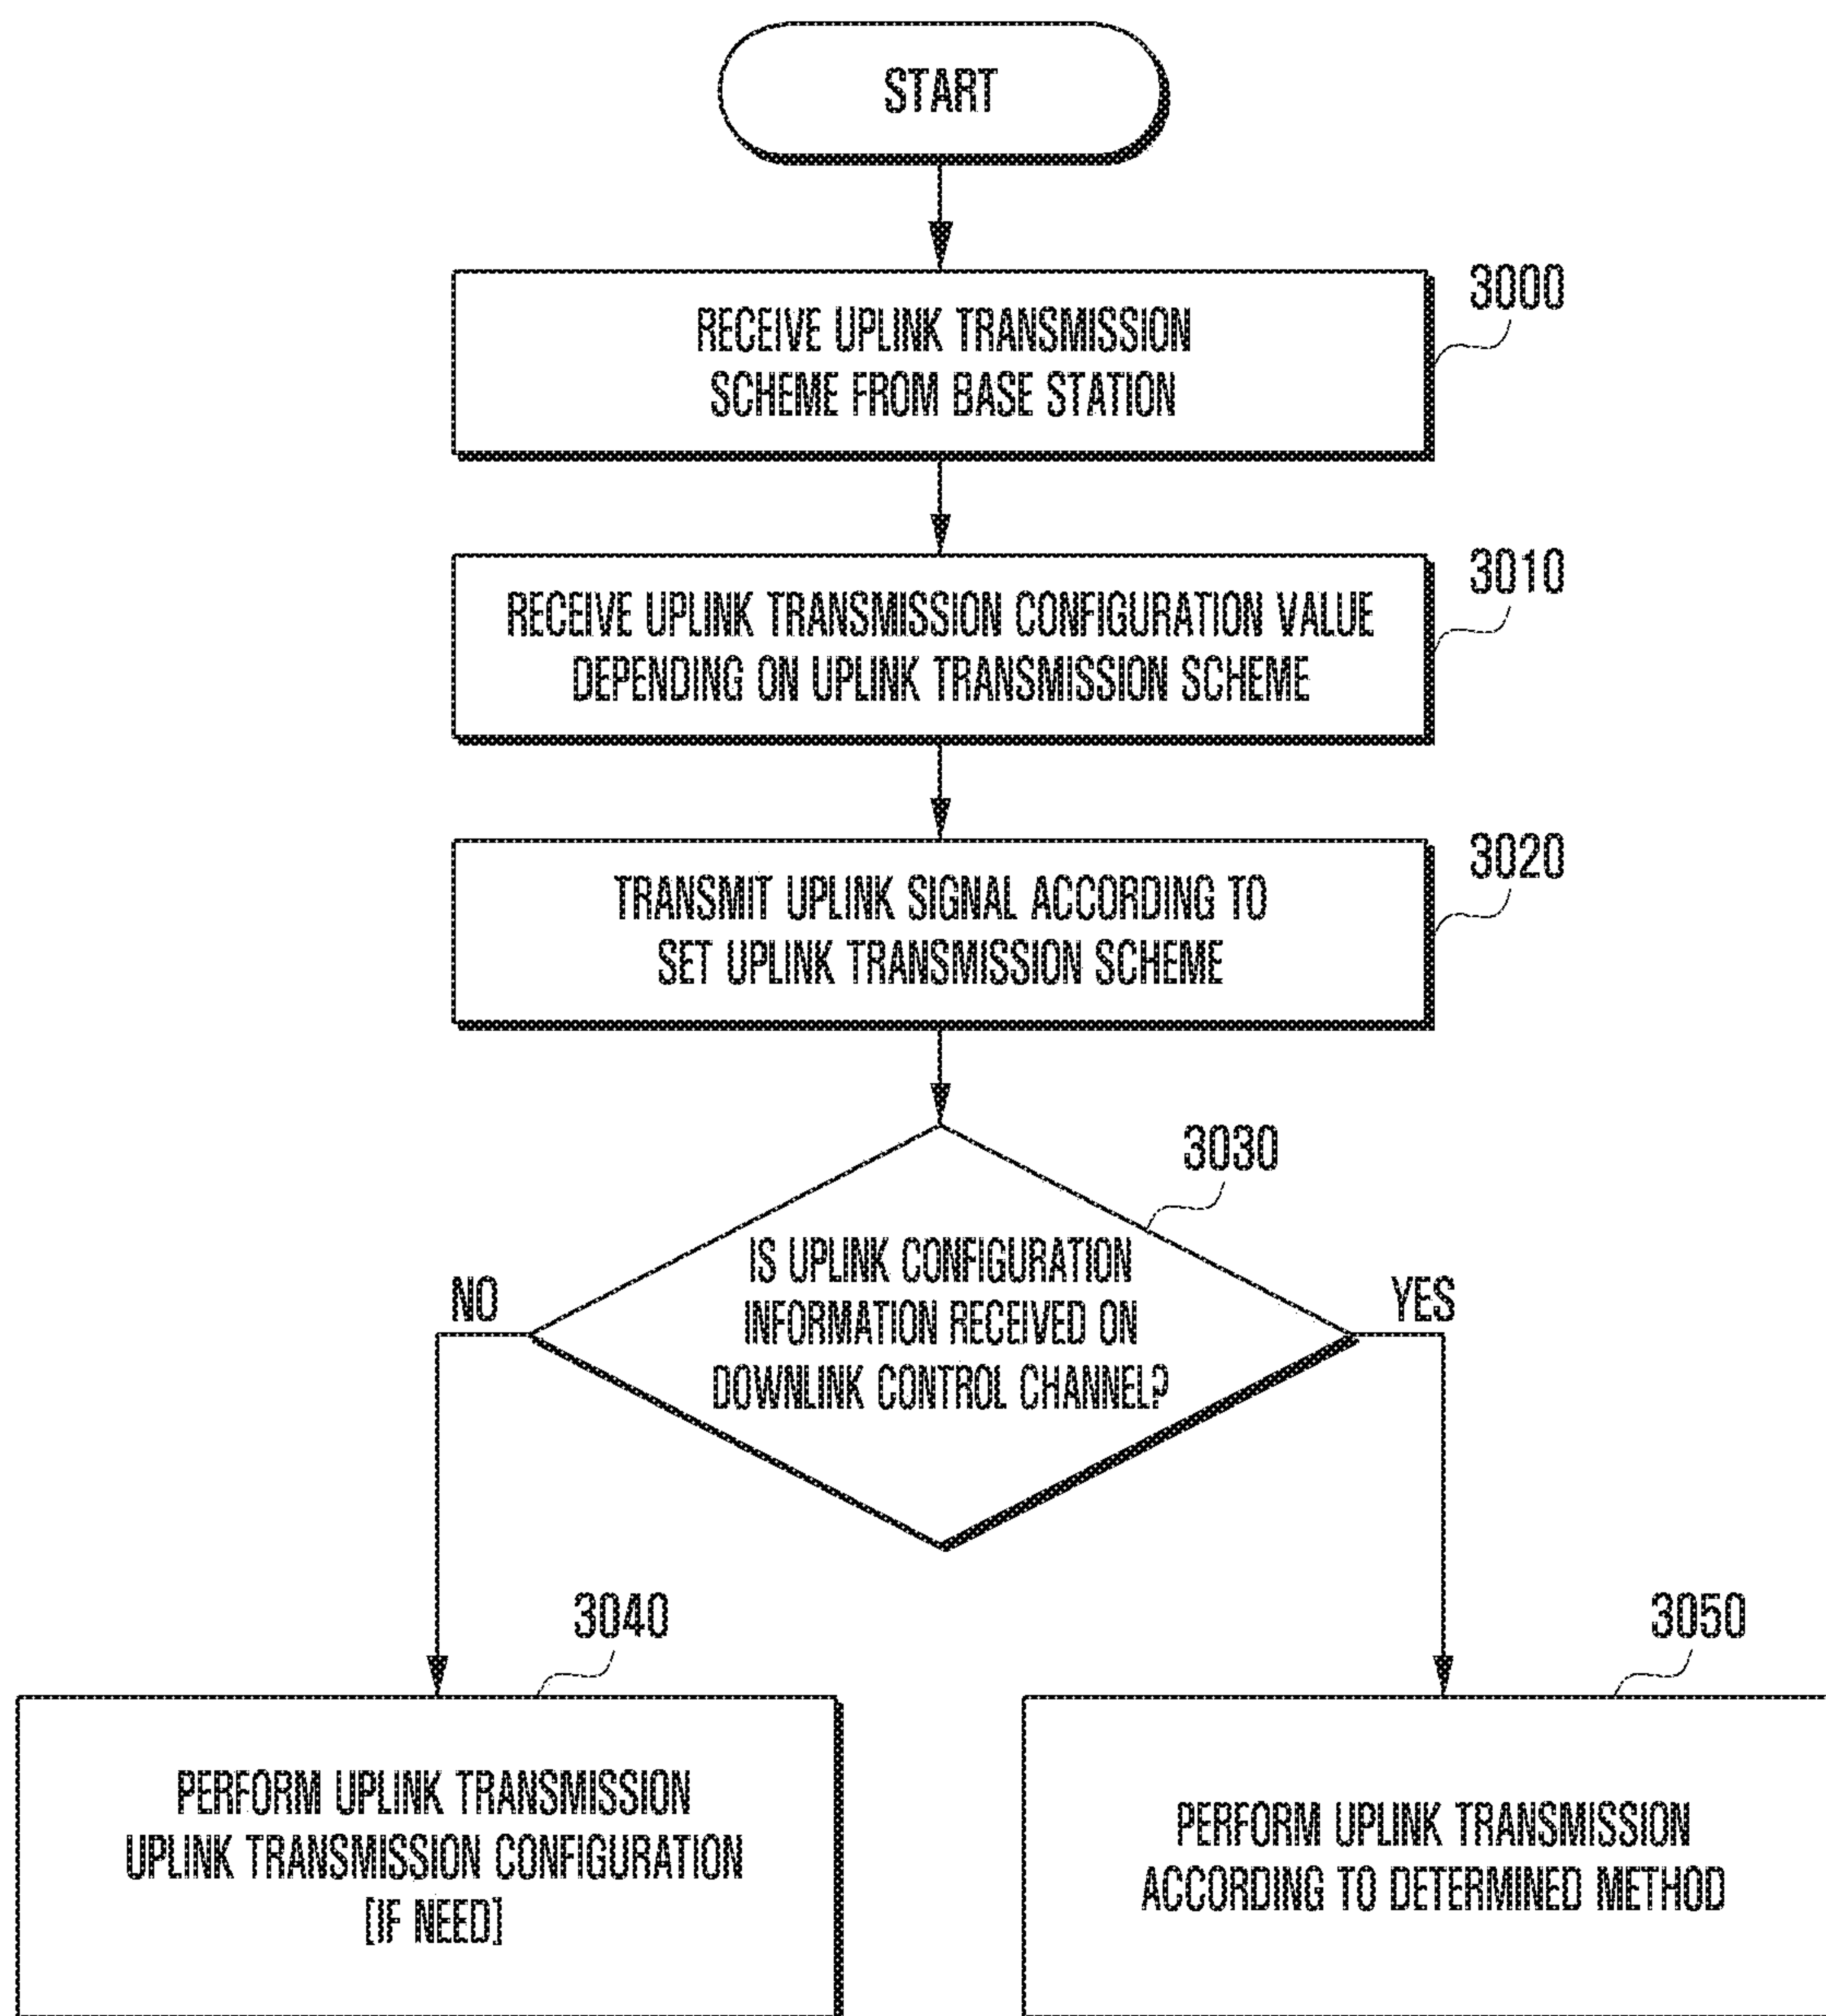 START
3000
RECEIVE UPLINK TRANSMISSION
SCHEME FROM BASE STATION
3010
RECEIVE UPLINK TRANSMISSION CONFIGURATION VALUE
DEPENDING ON UPLINK TRANSMISSION SCHEME
3020
TRANSMIT UPLINK SIGNAL ACCORDING TO
SET UPLINK TRANSMISSION SCHEME
3030
IS UPLINK CONFIGURATION
INFORMATION RECEIVED ON
DOWNLINK CONTROL CHANNEL?
NO
YES
3040
PERFORM UPLINK TRANSMISSION
UPLINK TRANSMISSION CONFIGURATION
[IF NEED]
3050
PERFORM UPLINK TRANSMISSION
ACCORDING TO DETERMINED METHOD